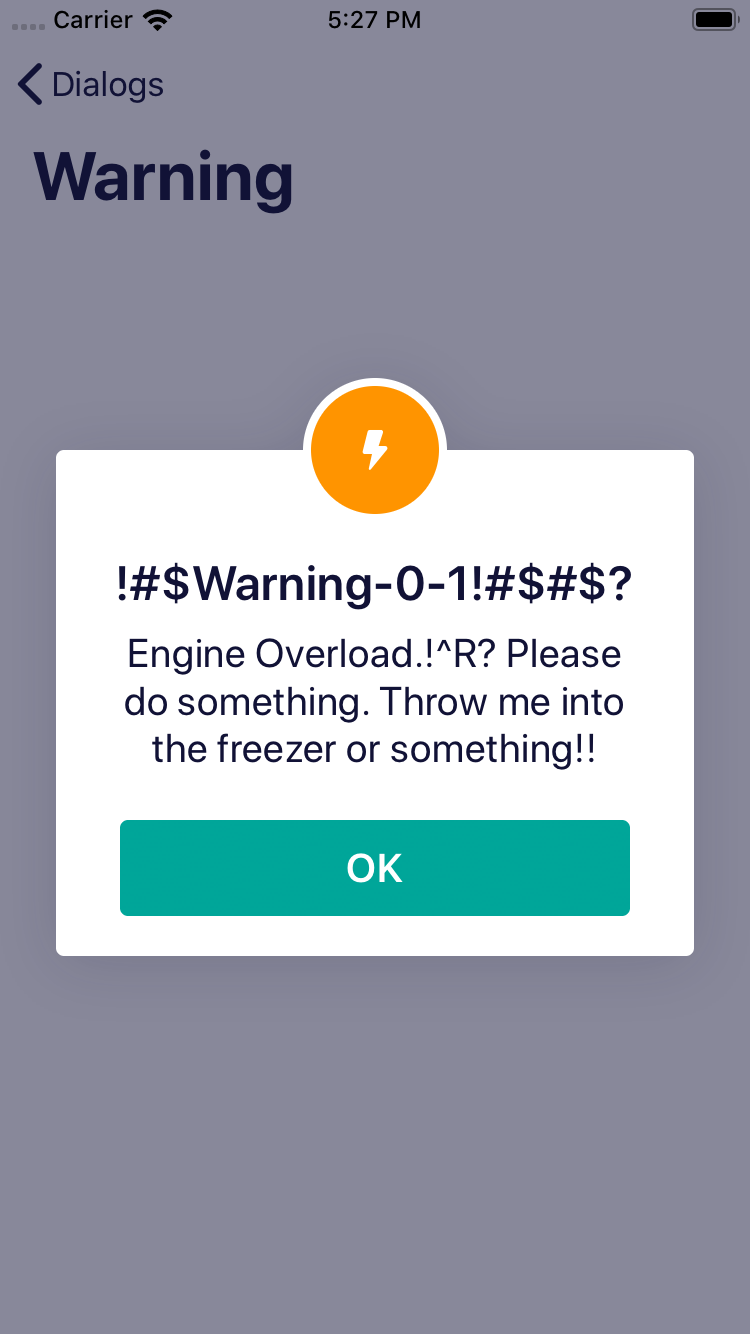 Carrier 5:27 PM
Dialogs
Warning
!#$Warning-0-1!#$#$?
Engine Overload.!^R? Please
do something. Throw me into
the freezer or something!!
OK